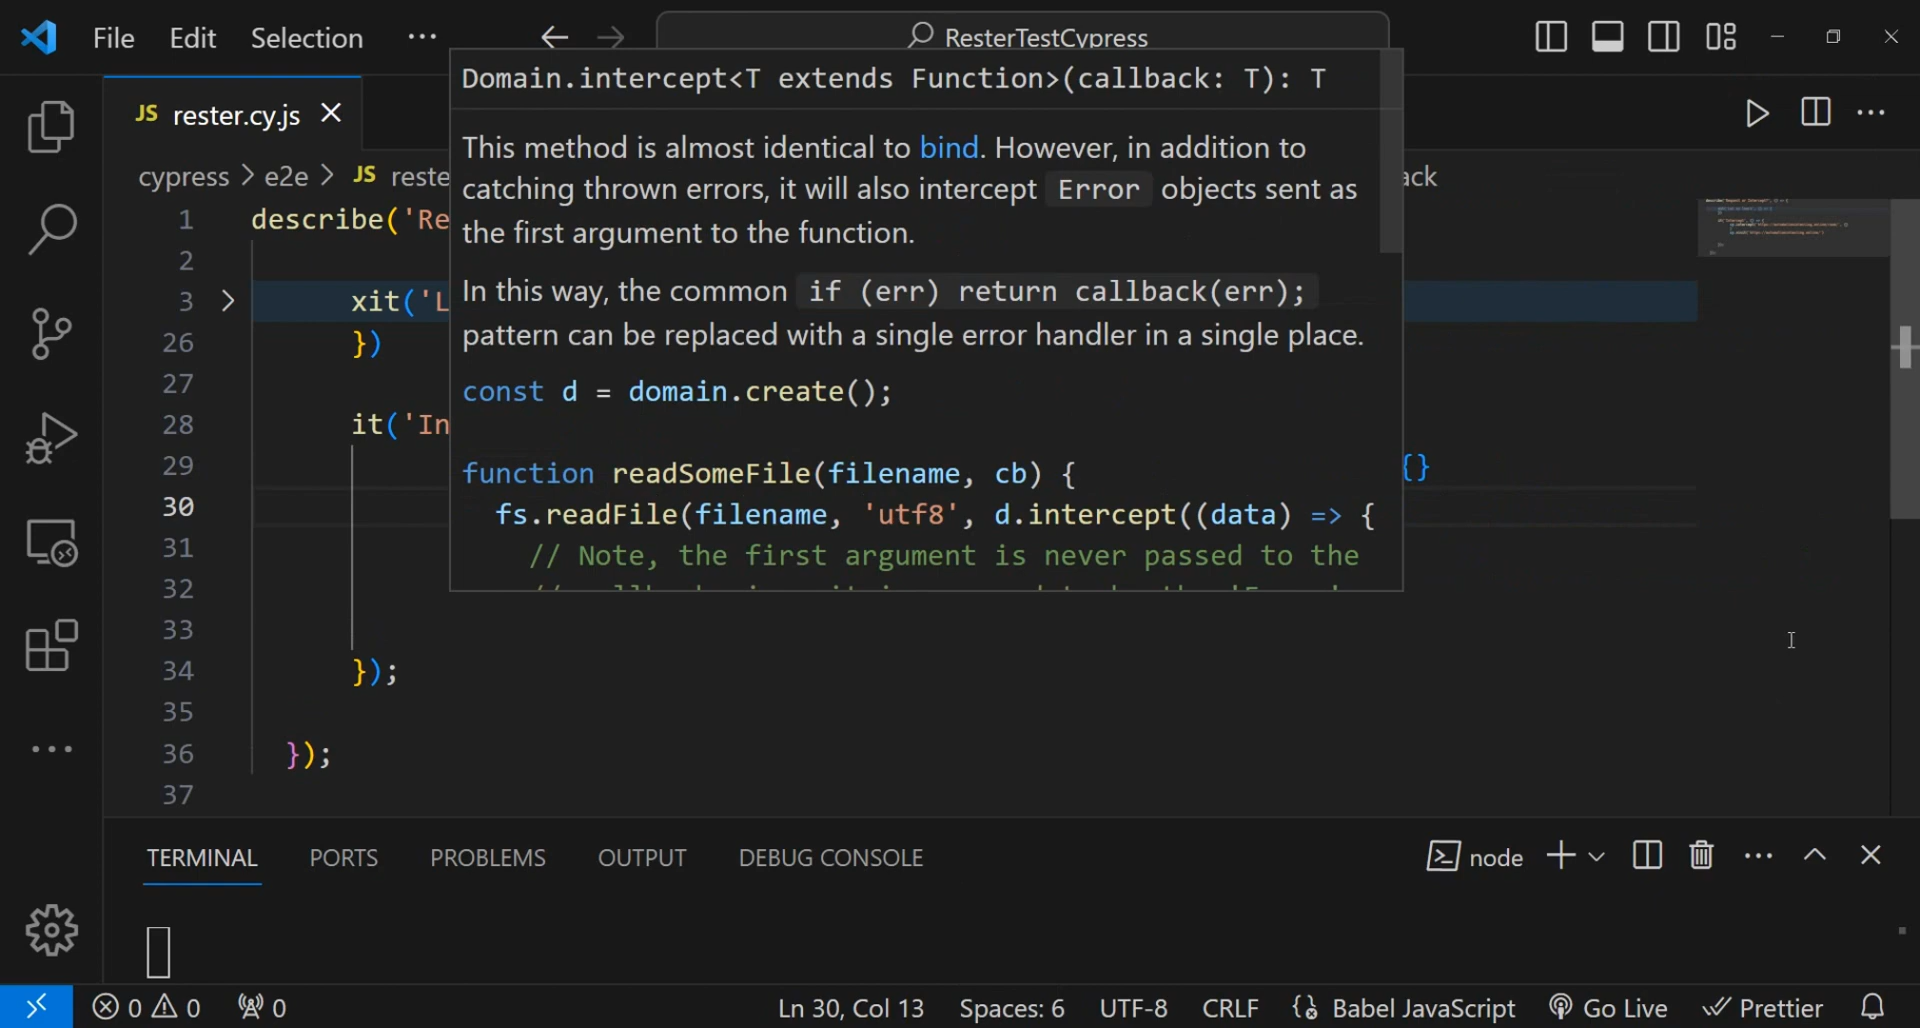 File Edit Selection ··· ResterTestCypress
JS rester.cy.js
cypress > e2e > JS reste
ack
Domain.intercept<T extends Function>(callback: T): T
This method is almost identical to bind. However, in addition to
catching thrown errors, it will also intercept Error objects sent as
the first argument to the function.
In this way, the common if (err) return callback(err);
pattern can be replaced with a single error handler in a single place.
const d = domain.create();
function readSomeFile(filename, cb) {
fs.readFile(filename, 'utf8', d.intercept((data) => {
// Note, the first argument is never passed to the
1 describe('Re
2
3 xit('L
26 })
27
28 it('In
29 {}
30
31
32
33
34 });
35
36 });
37
TERMINAL PORTS PROBLEMS OUTPUT DEBUG CONSOLE node
0 0 0 Ln 30, Col 13 Spaces: 6 UTF-8 CRLF Babel JavaScript Go Live Prettier